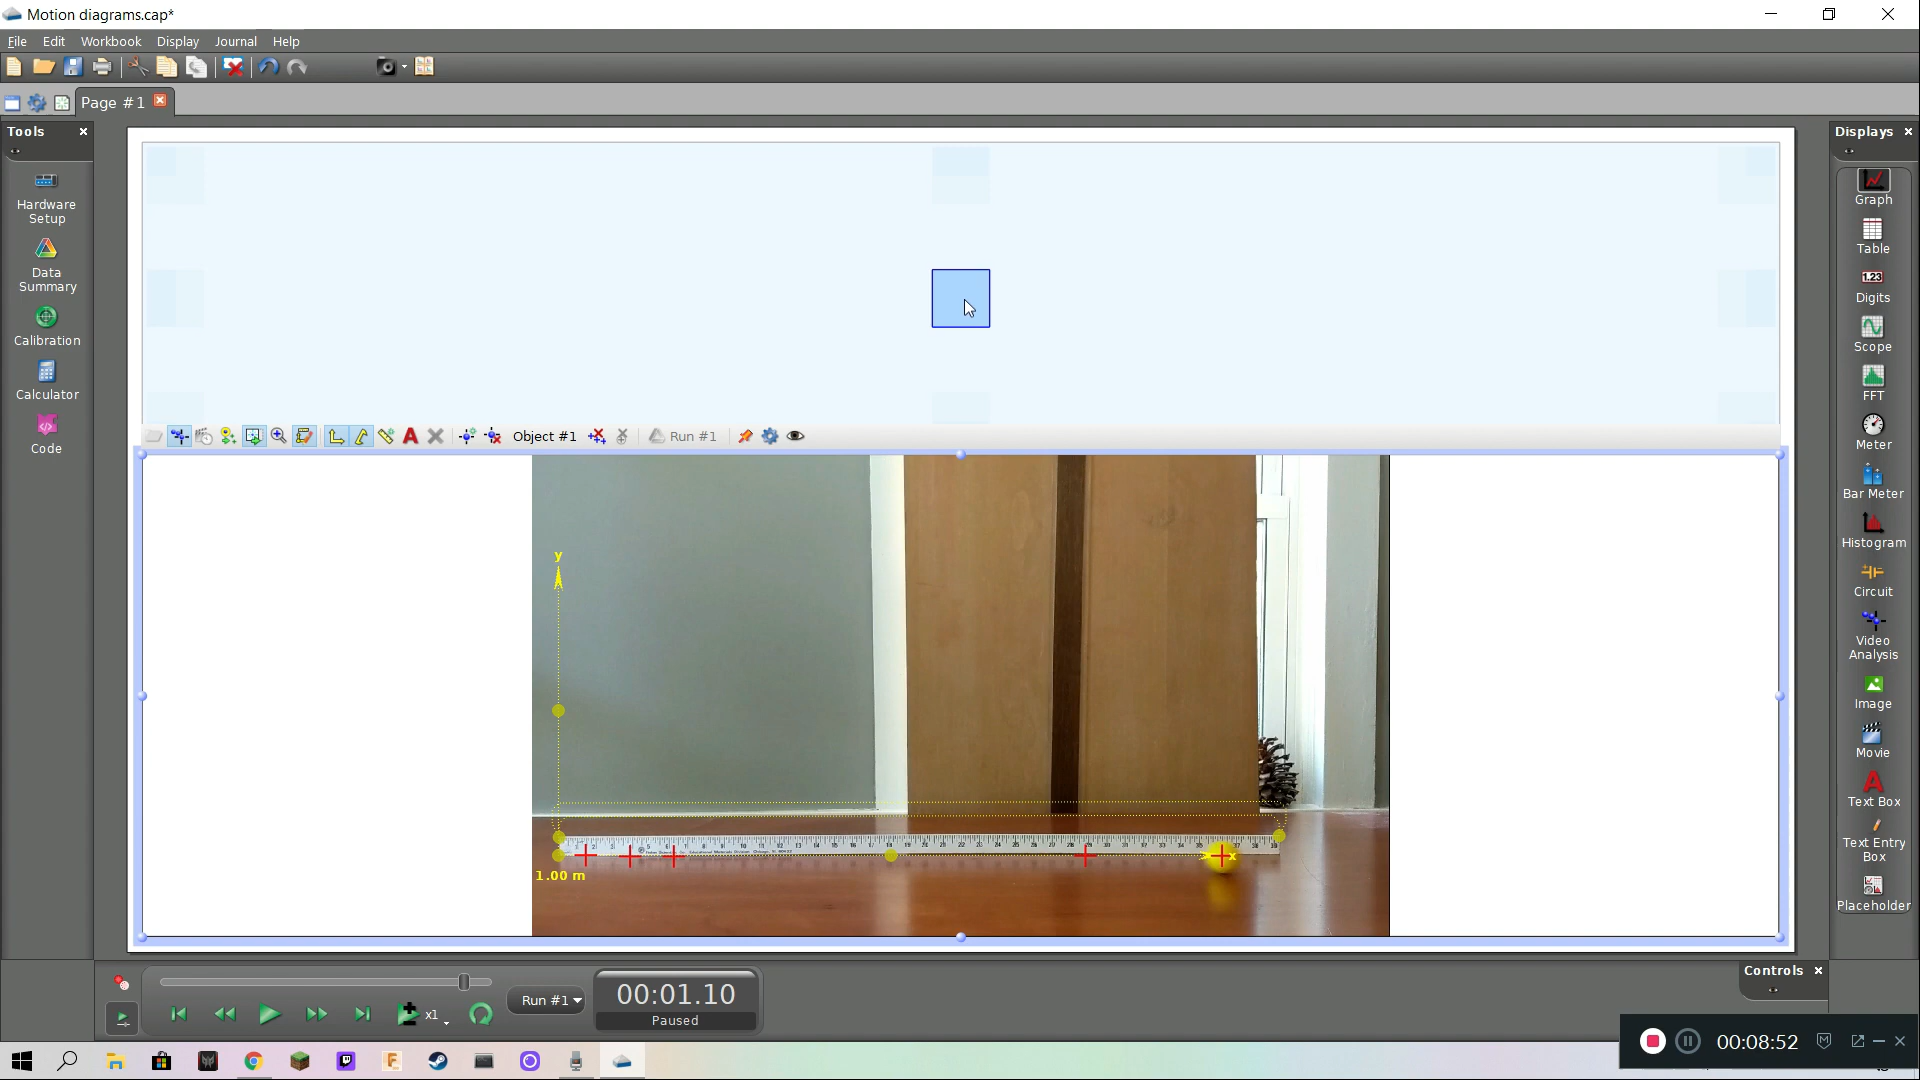 Motion diagrams.cap*
File Edit Workbook Display Journal Help
Page #1
Tools
Displays
Hardware
Setup
Data
Summary
Calibration
Calculator
Code
Graph
Table
1.23
Digits
Scope
FFT
Meter
Bar Meter
Histogram
Circuit
Video
Analysis
Image
Movie
Text Box
Text Entry
Box
Placeholder
Object #1
Run #1
y
x
1.00 m
x1
Run #1
00:01.10
Paused
Controls
00:08:52